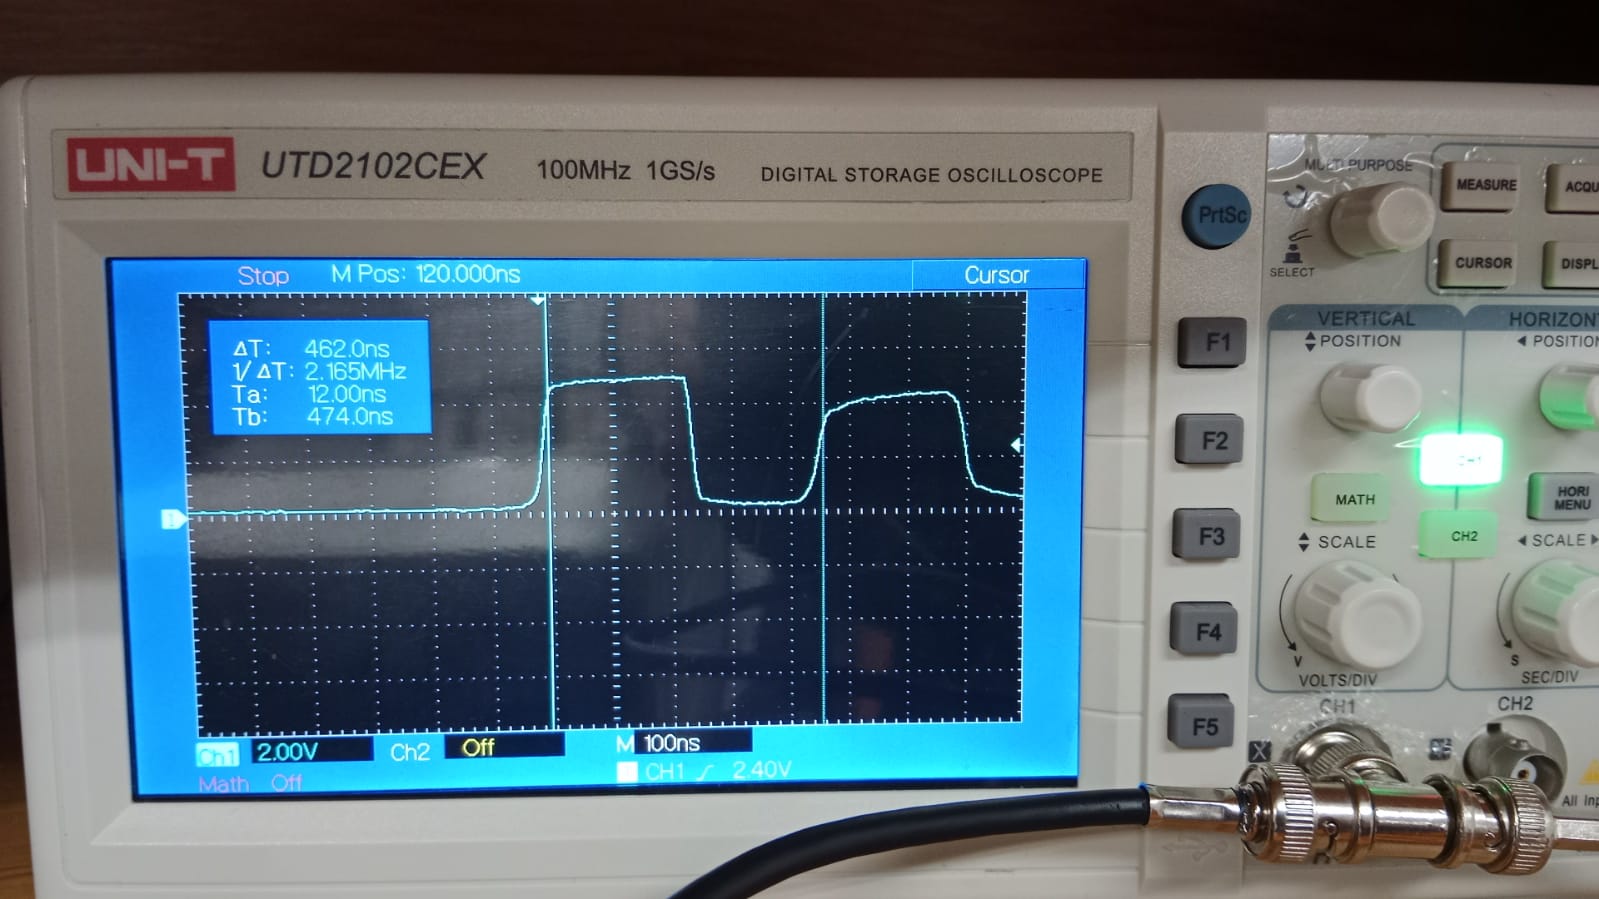 UNI-T UTD2102CEX 100MHz 1GS/s DIGITAL STORAGE OSCILLOSCOPE
Stop M Pos: 120.000ns Cursor
ΔT: 462.0ns
1/ΔT: 2.165MHz
Ta: 12.00ns
Tb: 474.0ns
Ch1 2.00V Ch2 Off M 100ns
Math Off CH1 2.40V
PrtSc
F1
F2
F3
F4
F5
MULTI PURPOSE
SELECT
MEASURE
CURSOR
VERTICAL
POSITION
CH1
MATH
CH2
SCALE
V
VOLTS/DIV
CH1
X
POSITION
HORI
MENU
SCALE
S
SEC/DIV
CH2